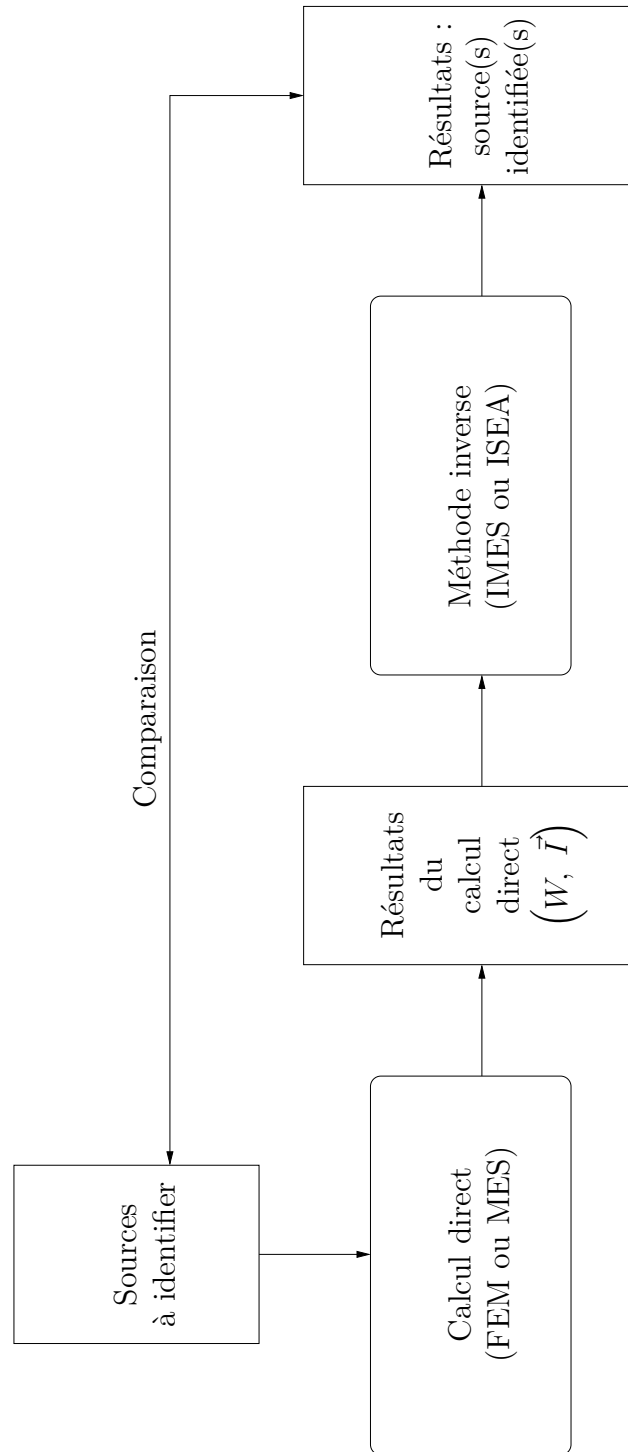 Sources
à identifier
Comparaison
Calcul direct
(FEM ou MES)
Résultats
du
calcul
direct
(W, I⃗)
Méthode inverse
(IMES ou ISEA)
Résultats :
source(s)
identifiée(s)